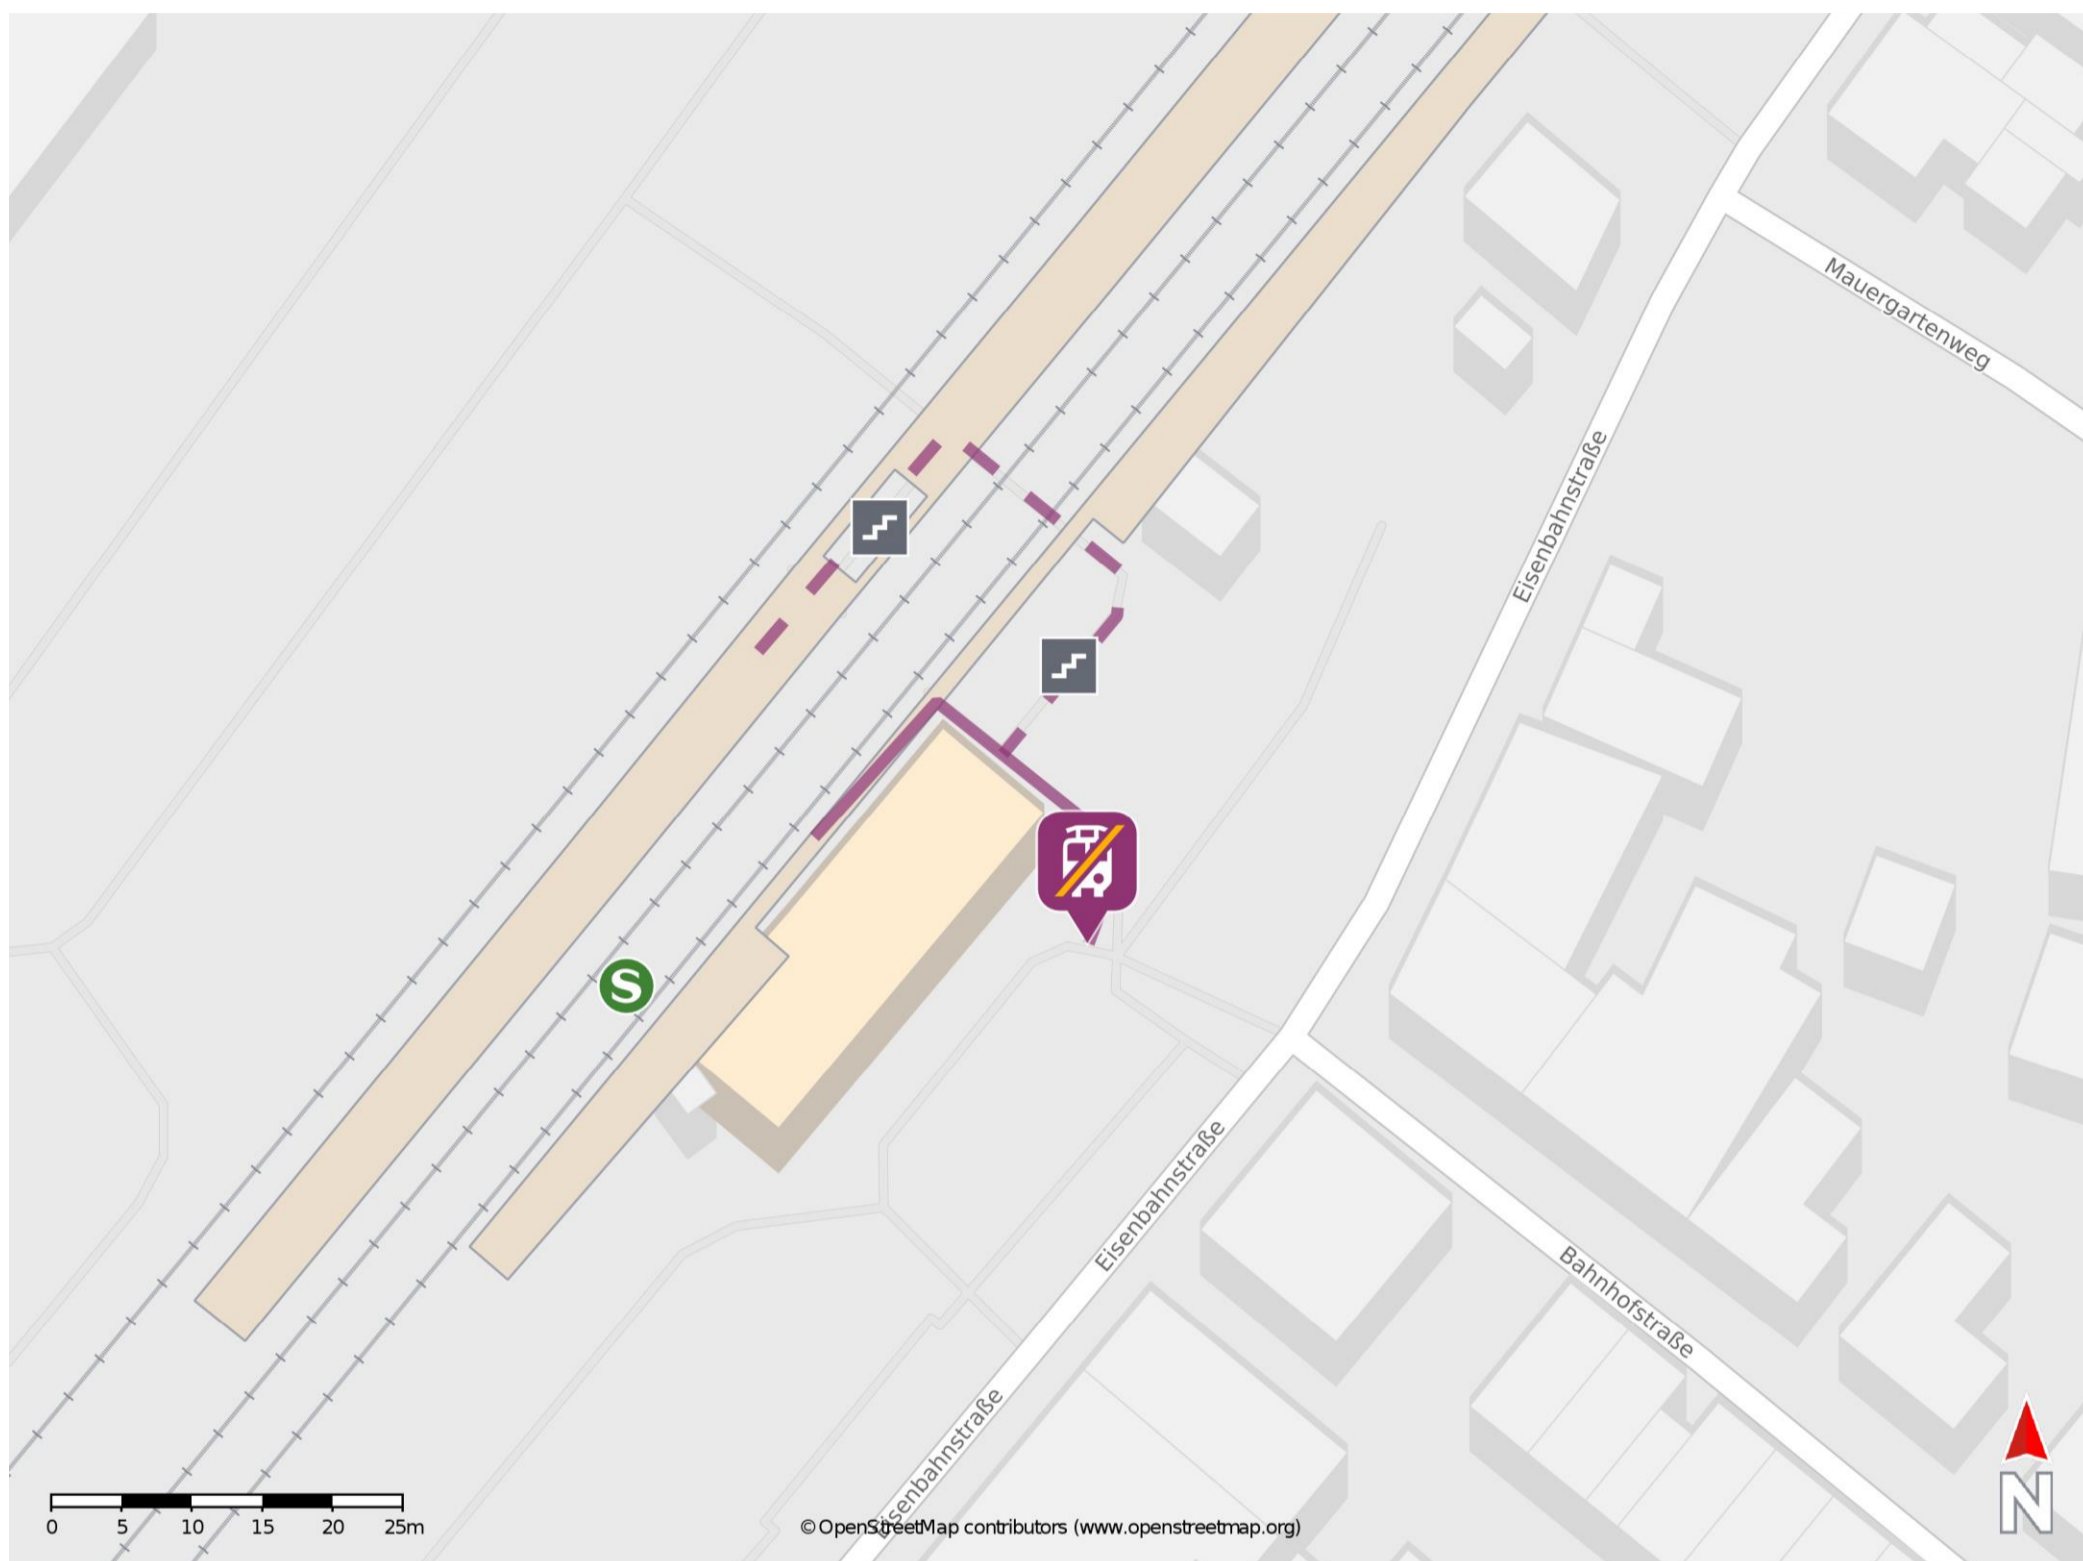 Mauergartenweg
Eisenbahnstraße
S
Eisenbahnstraße
Bahnhofstraße
Eisenbahnstraße
0 5 10 15 20 25m
© OpenStreetMap contributors (www.openstreetmap.org)
N